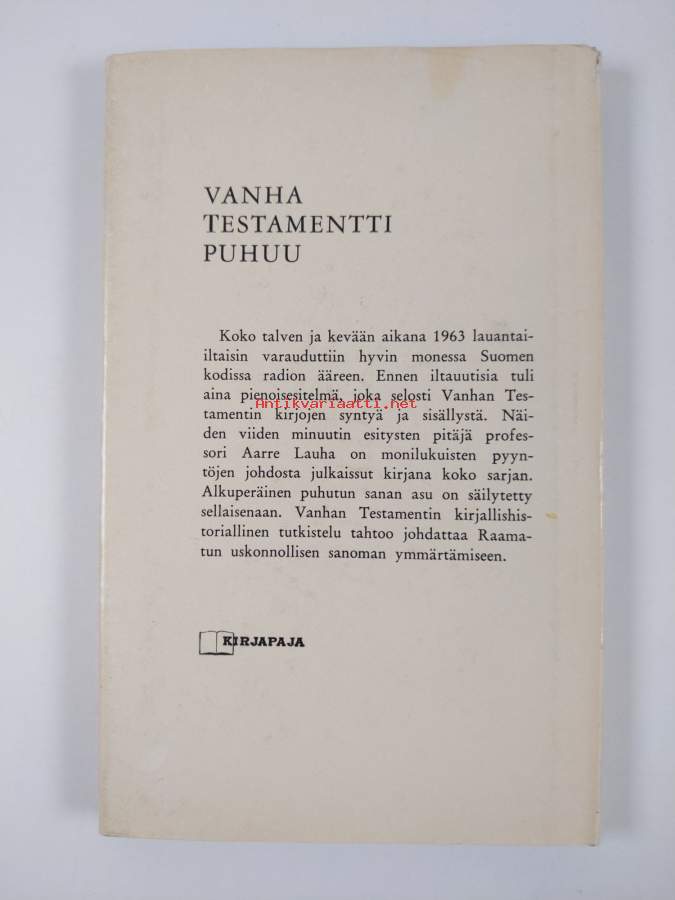 VANHA
TESTAMENTTI
PUHUU
Koko talven ja kevään aikana 1963 lauantai-
iltaisin varauduttiin hyvin monessa Suomen
kodissa radion ääreen. Ennen iltauutisia tuli
aina pienoisesitelmä, joka selosti Vanhan Tes-
Antikvariaatti.net
tamentin kirjojen syntyä ja sisällystä. Näi-
den viiden minuutin esitysten pitäjä profes-
sori Aarre Lauha on monilukuisten pyyn-
töjen johdosta julkaissut kirjana koko sarjan.
Alkuperäinen puhutun sanan asu on säilytetty
sellaisenaan. Vanhan Testamentin kirjallishis-
toriallinen tutkistelu tahtoo johdattaa Raama-
tun uskonnollisen sanoman ymmärtämiseen.
KIRJAPAJA